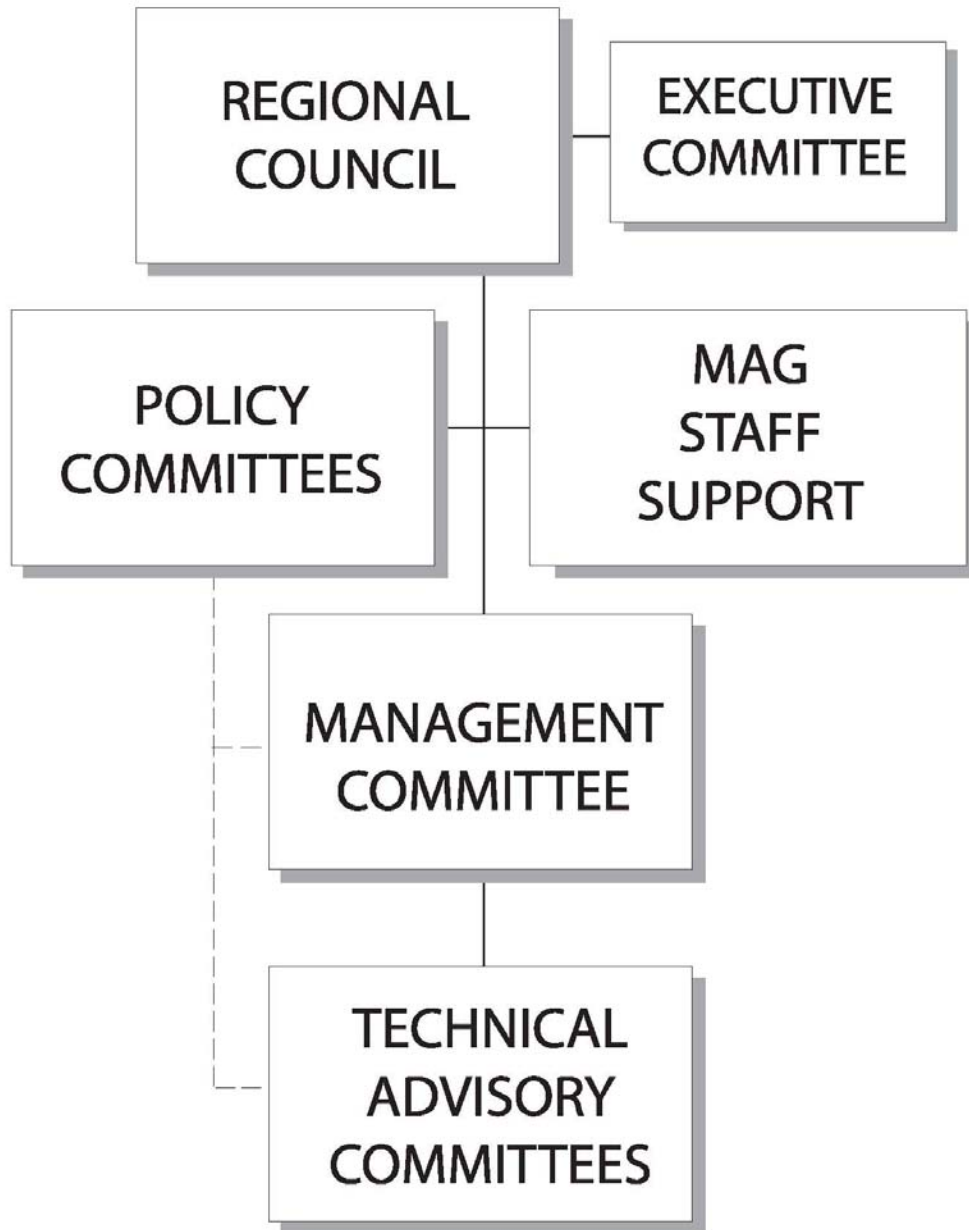 REGIONAL
COUNCIL
EXECUTIVE
COMMITTEE
POLICY
COMMITTEES
MAG
STAFF
SUPPORT
MANAGEMENT
COMMITTEE
TECHNICAL
ADVISORY
COMMITTEES